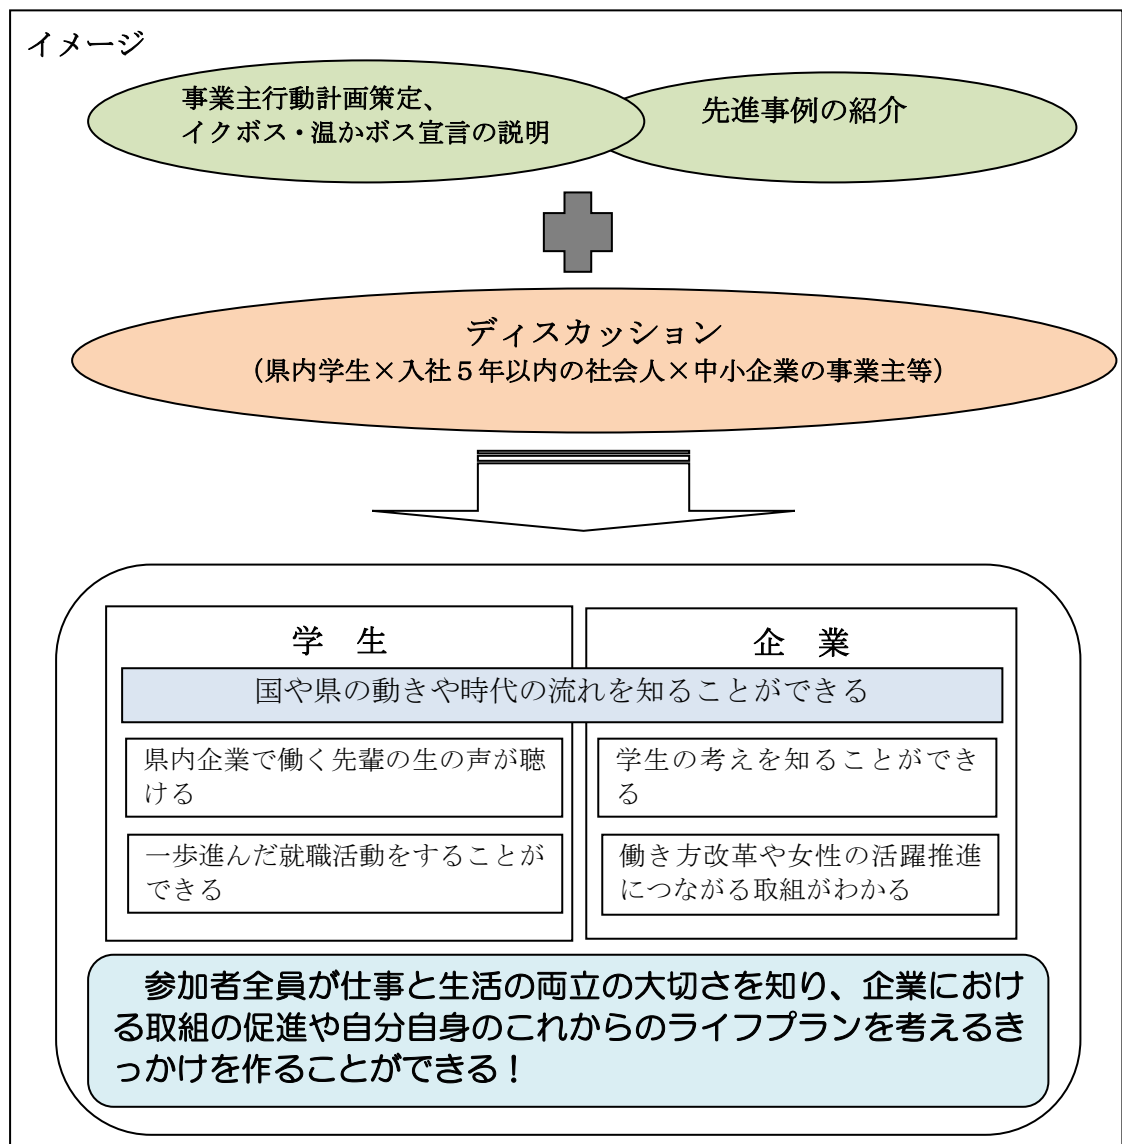 イメージ
事業主行動計画策定、
イクボス・温かボス宣言の説明
先進事例の紹介
ディスカッション
（県内学生×入社５年以内の社会人×中小企業の事業主等）
学　生
企　業
国や県の動きや時代の流れを知ることができる
県内企業で働く先輩の生の声が聴
ける
学生の考えを知ることができ
る
一歩進んだ就職活動をすることが
できる
働き方改革や女性の活躍推進
につながる取組がわかる
参加者全員が仕事と生活の両立の大切さを知り、企業におけ
る取組の促進や自分自身のこれからのライフプランを考えるき
っかけを作ることができる！